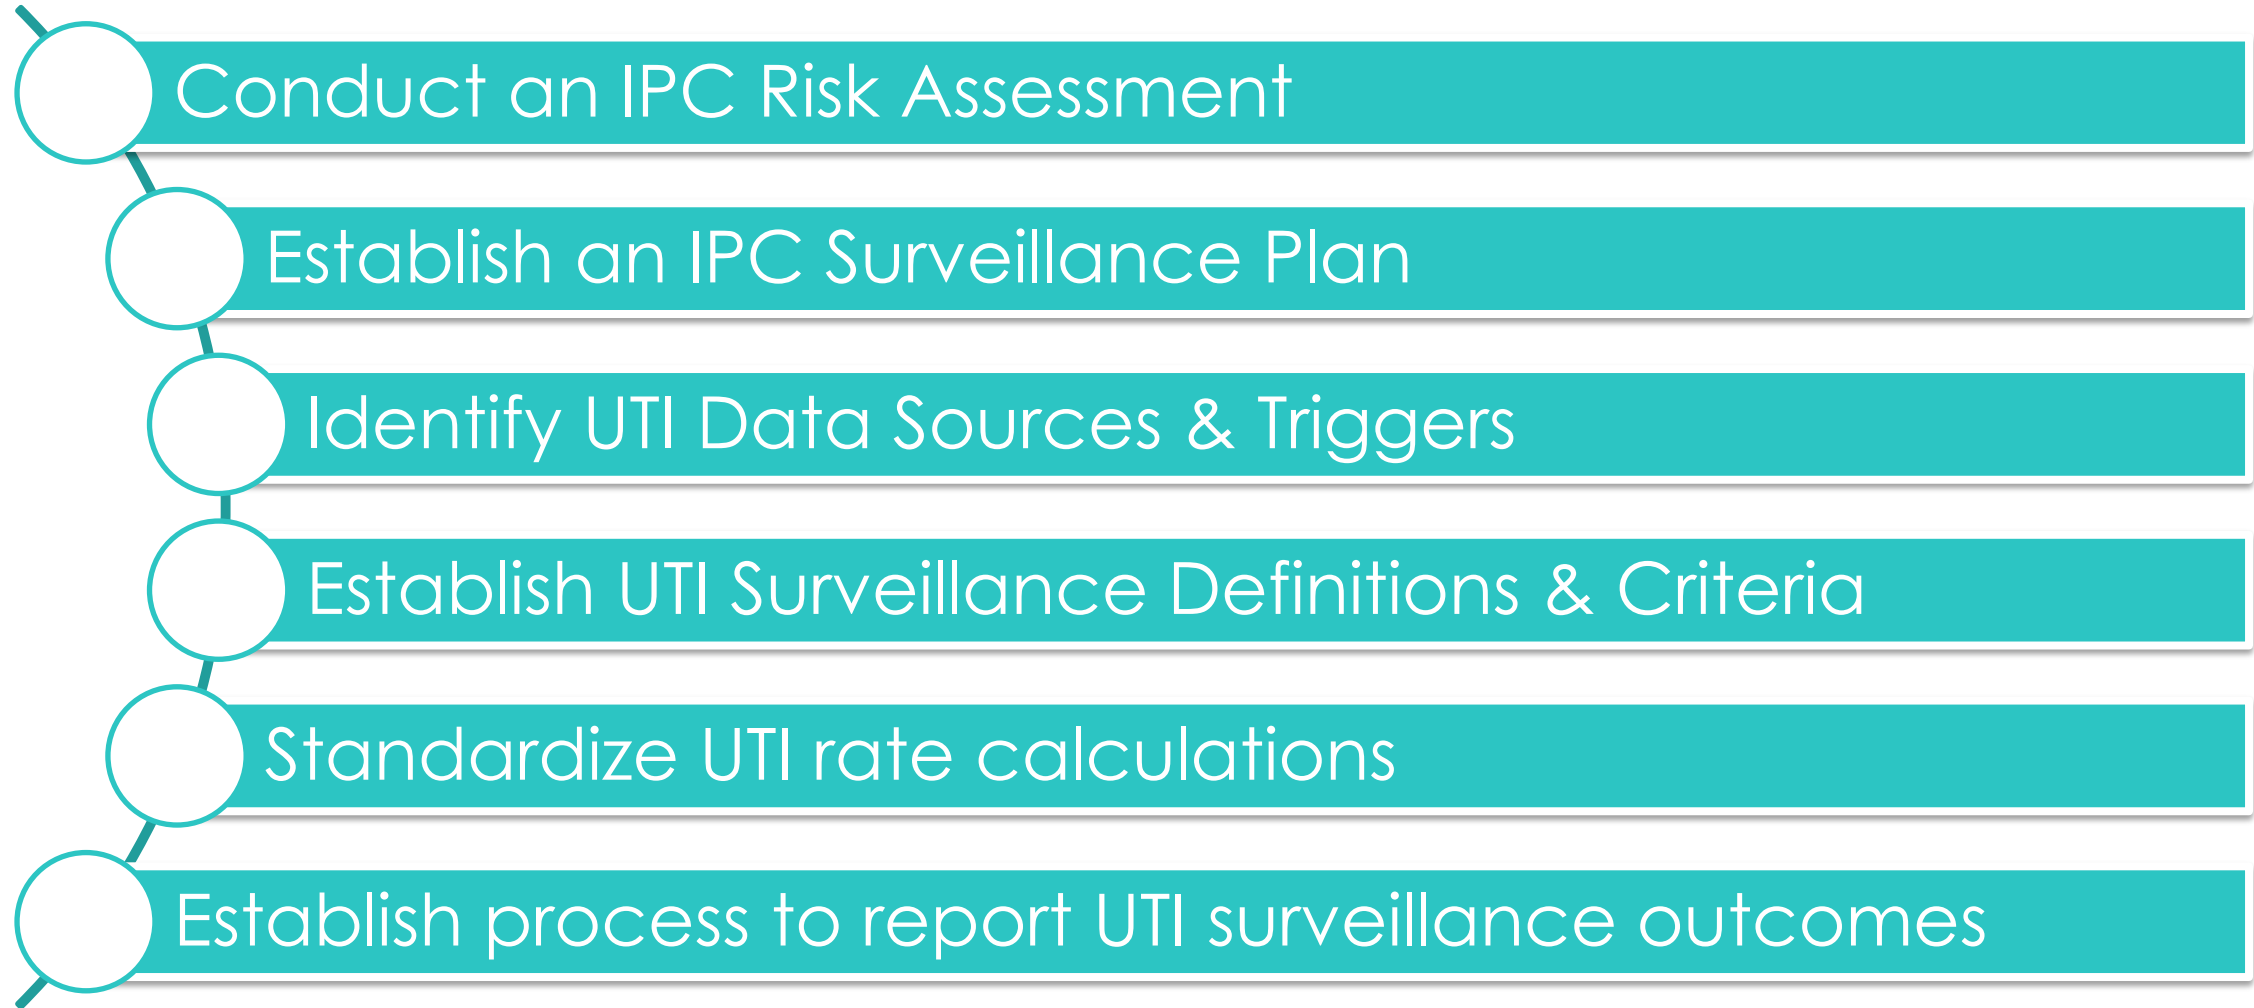 Conduct an IPC Risk Assessment
Establish an IPC Surveillance Plan
Identify UTI Data Sources & Triggers
Establish UTI Surveillance Definitions & Criteria
Standardize UTI rate calculations
Establish process to report UTI surveillance outcomes